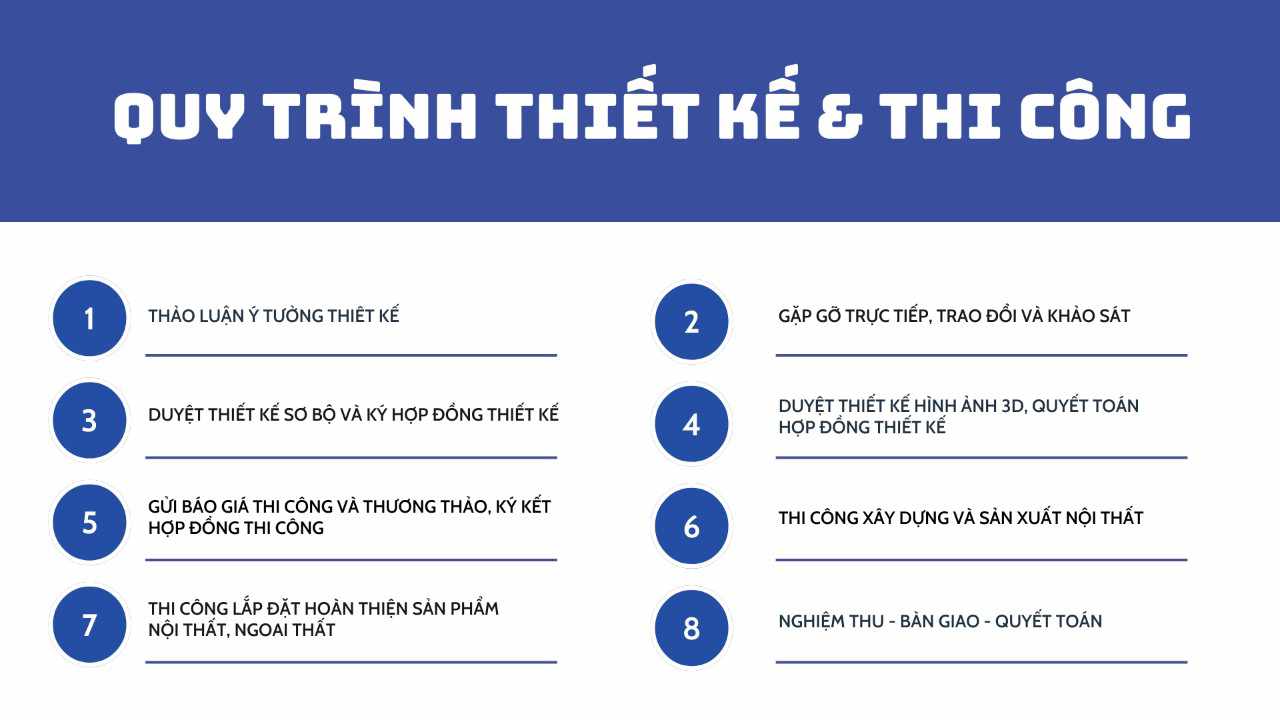 QUY TRÌNH THIẾT KẾ & THI CÔNG
1
THẢO LUẬN Ý TƯỞNG THIÊT KẾ
2
GẶP GỠ TRỰC TIẾP, TRAO ĐỔI VÀ KHẢO SÁT
3
DUYỆT THIẾT KẾ SƠ BỘ VÀ KÝ HỢP ĐỒNG THIẾT KẾ
4
DUYỆT THIẾT KẾ HÌNH ẢNH 3D, QUYẾT TOÁN
HỢP ĐỒNG THIẾT KẾ
5
GỬI BÁO GIÁ THI CÔNG VÀ THƯƠNG THẢO, KÝ KẾT
HỢP ĐỒNG THI CÔNG
6
THI CÔNG XÂY DỰNG VÀ SẢN XUẤT NỘI THẤT
7
THI CÔNG LẮP ĐẶT HOÀN THIỆN SẢN PHẨM
NỘI THẤT, NGOAI THẤT
8
NGHIỆM THU - BÀN GIAO - QUYẾT TOÁN